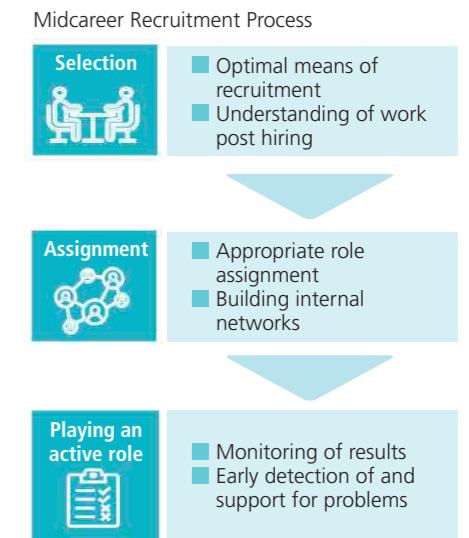 Midcareer Recruitment Process
Selection
Optimal means of
recruitment
Understanding of work
post hiring
Assignment
Appropriate role
assignment
Building internal
networks
Playing an
active role
Monitoring of results
Early detection of and
support for problems